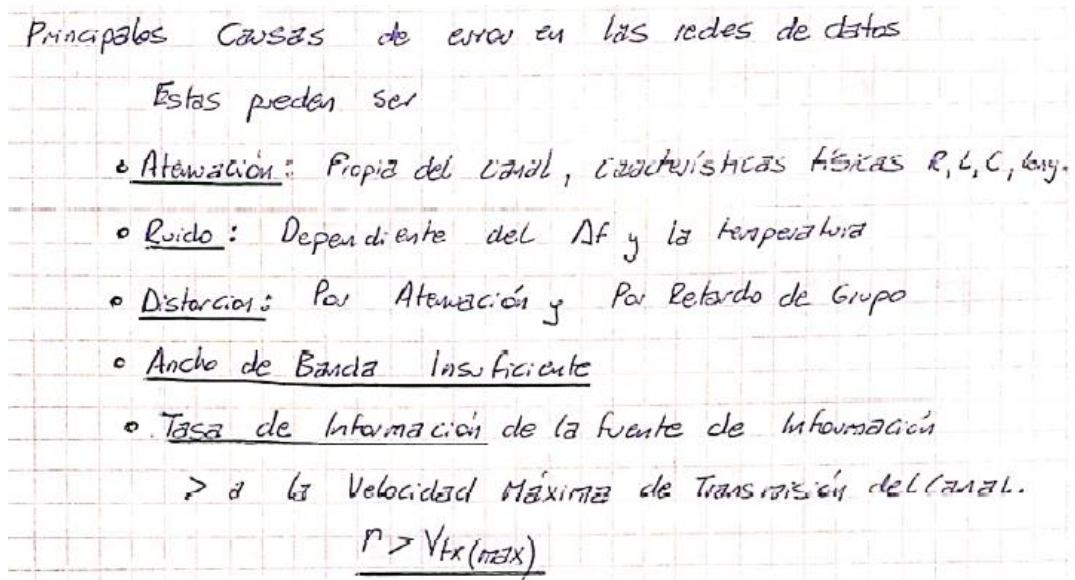 Principales Causas de error en las redes de datos
Estas pueden ser
• Atenuación: Propia del canal, características físicas R, L, C, long.
• Ruido: Dependiente del Δf y la temperatura
• Distorcion: Por Atenuación y Por Retardo de Grupo
• Ancho de Banda Insuficiente
• Tasa de Información de la fuente de Información
> a la Velocidad Máxima de Transmisión del Canal.
r > Vtx(max)